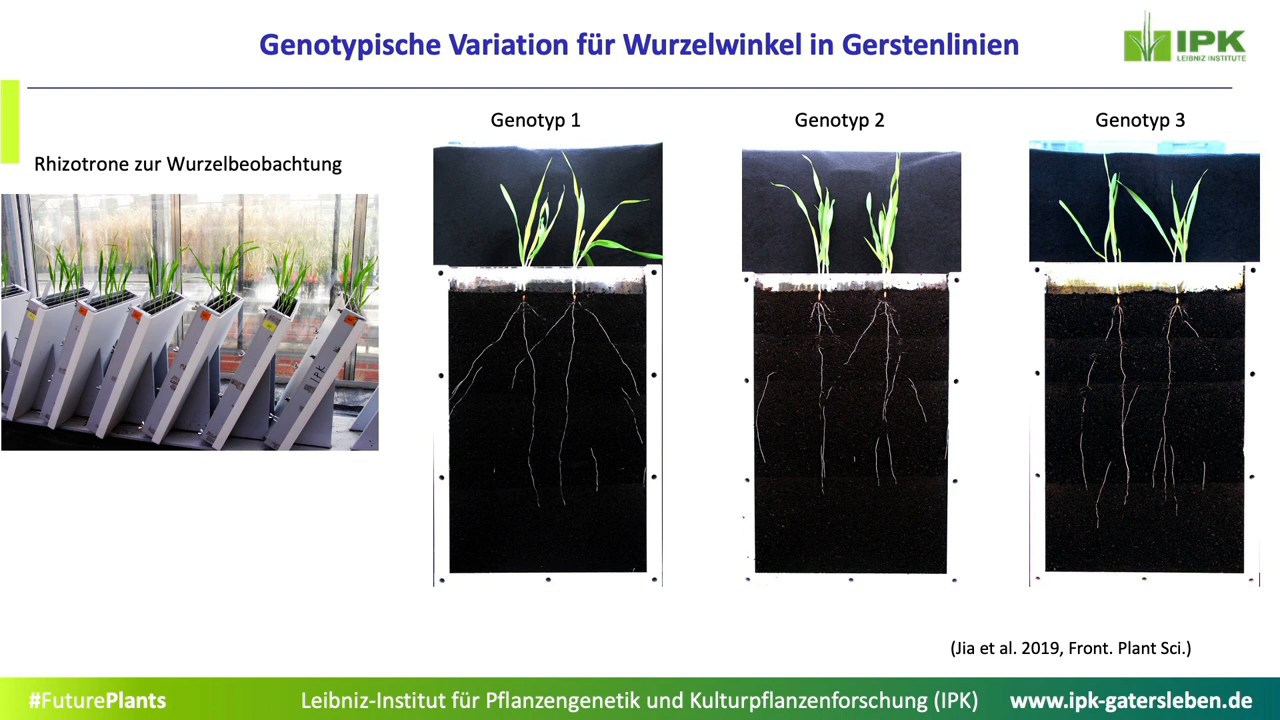 Genotypische Variation für Wurzelwinkel in Gerstenlinien
IPK
LEIBNIZ INSTITUTE
Rhizotrone zur Wurzelbeobachtung
Genotyp 1
Genotyp 2
Genotyp 3
IPK
(Jia et al. 2019, Front. Plant Sci.)
#FuturePlants
Leibniz-Institut für Pflanzengenetik und Kulturpflanzenforschung (IPK)
www.ipk-gatersleben.de